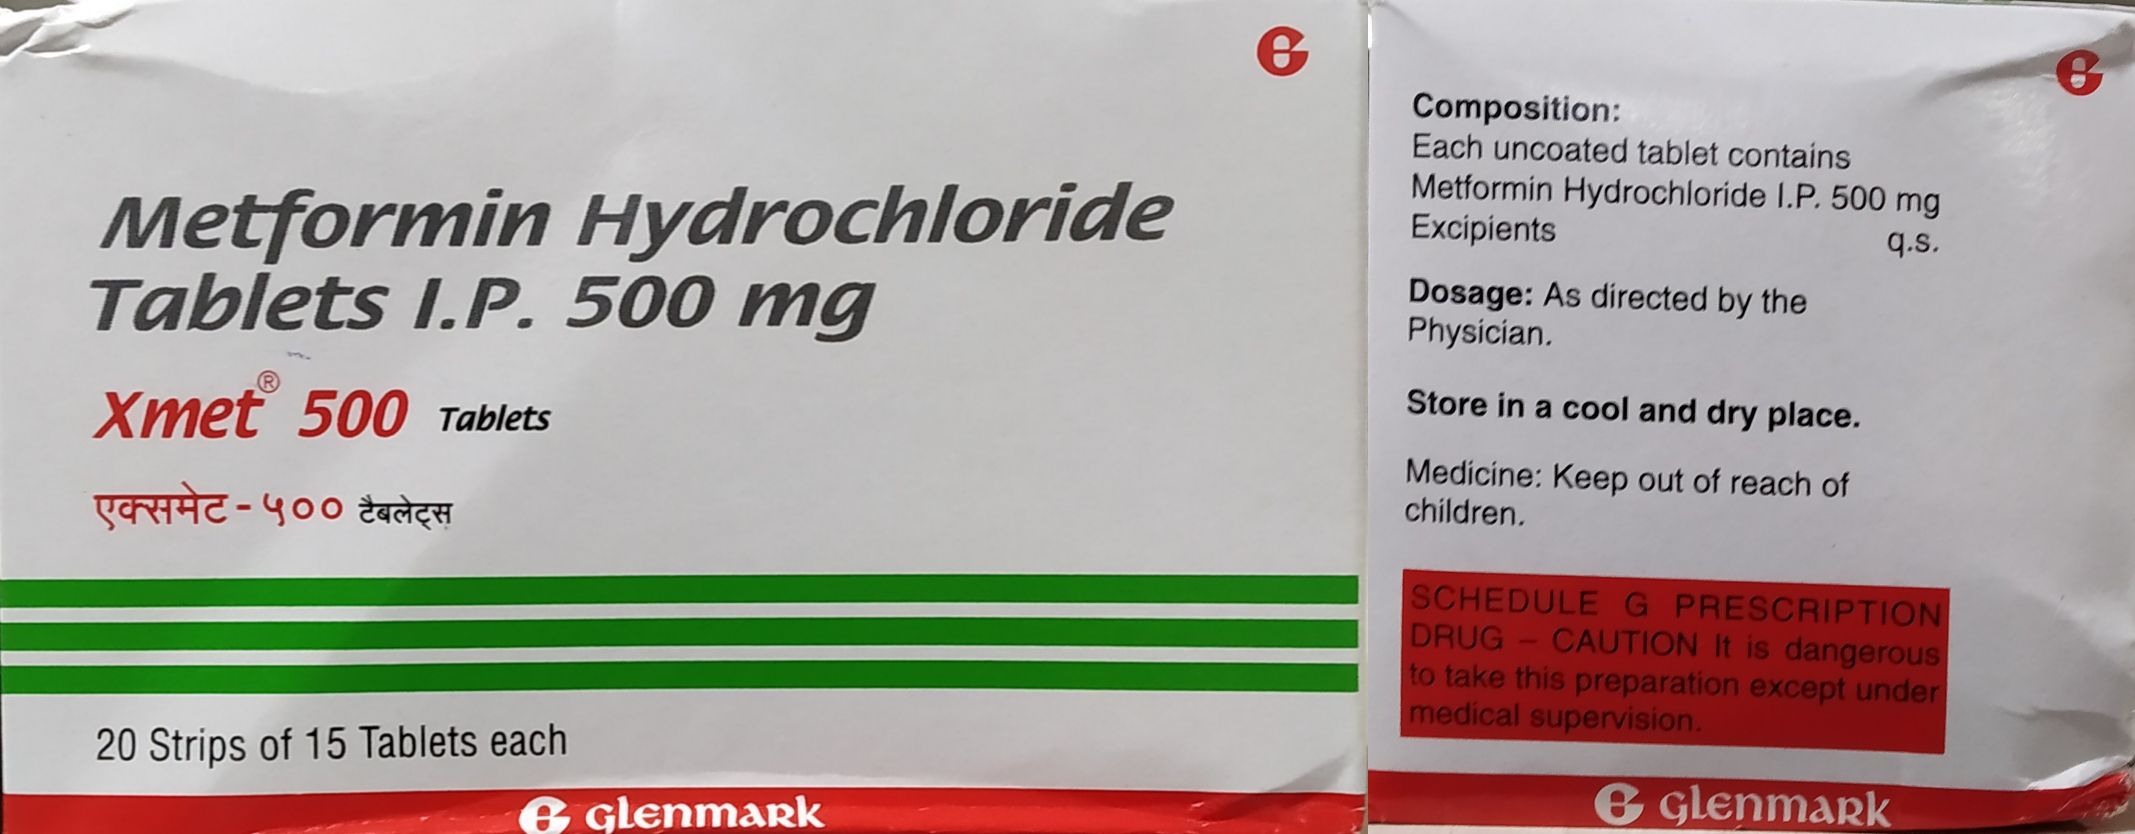 Metformin Hydrochloride
Tablets I.P. 500 mg
Xmet® 500 Tablets
एक्समेट - ५०० टैबलेट्स
20 Strips of 15 Tablets each
glenmark
Composition:
Each uncoated tablet contains
Metformin Hydrochloride I.P. 500 mg
Excipients q.s.
Dosage: As directed by the
Physician.
Store in a cool and dry place.
Medicine: Keep out of reach of
children.
SCHEDULE G PRESCRIPTION
DRUG – CAUTION It is dangerous
to take this preparation except under
medical supervision.
glenmark